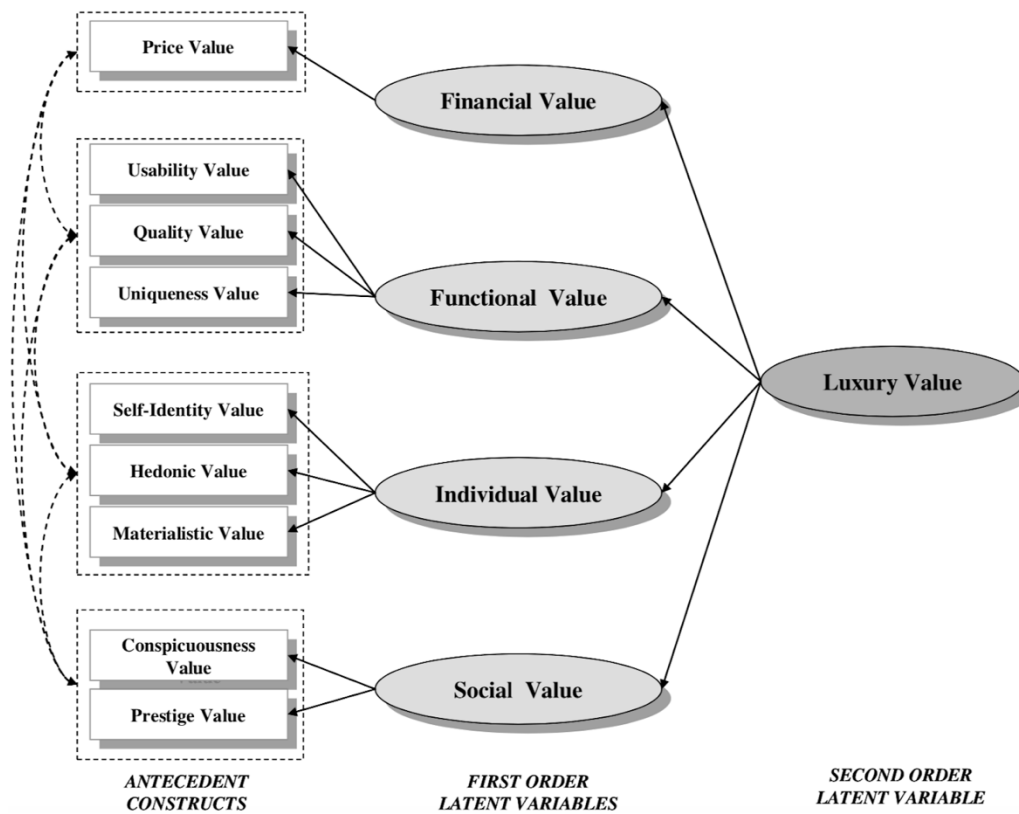 Price Value
Financial Value
Usability Value
Quality Value
Uniqueness Value
Functional Value
Luxury Value
Self-Identity Value
Hedonic Value
Materialistic Value
Individual Value
Conspicuousness
Value
Prestige Value
Social Value
ANTECEDENT
CONSTRUCTS
FIRST ORDER
LATENT VARIABLES
SECOND ORDER
LATENT VARIABLE